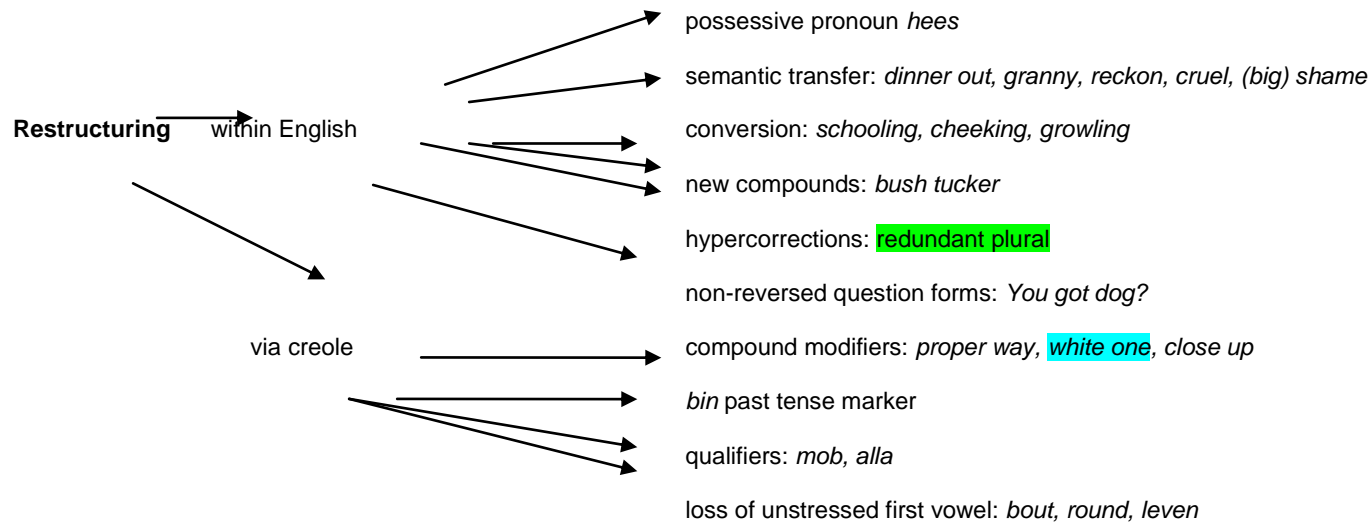 possessive pronoun hees
semantic transfer: dinner out, granny, reckon, cruel, (big) shame
Restructuring within English
conversion: schooling, cheeking, growling
new compounds: bush tucker
hypercorrections: redundant plural
non-reversed question forms: You got dog?
via creole
compound modifiers: proper way, white one, close up
bin past tense marker
qualifiers: mob, alla
loss of unstressed first vowel: bout, round, leven